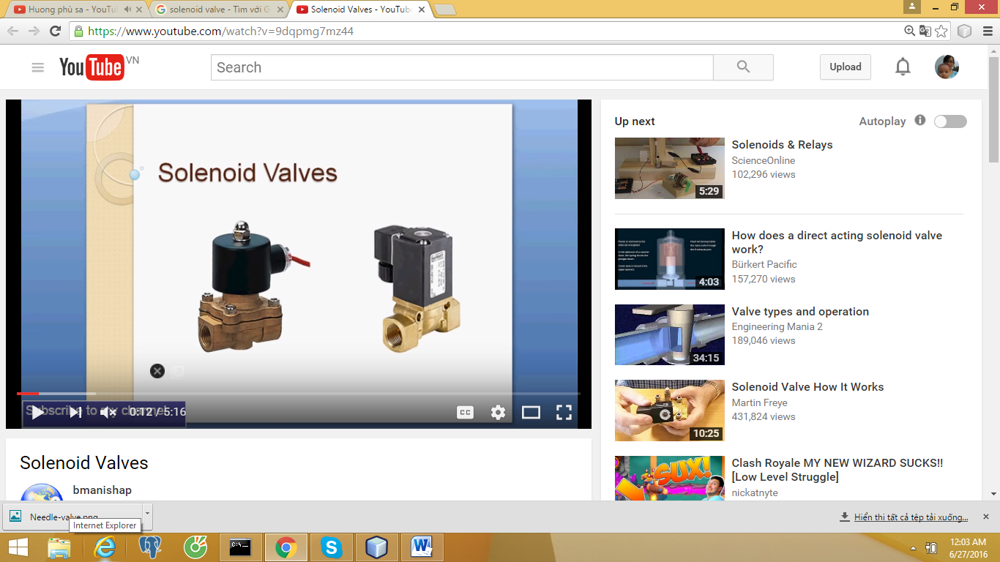 Huong phù sa - YouTu
solenoid valve - Tìm với G
Solenoid Valves - YouTube
https://www.youtube.com/watch?v=9dqpmg7mz44
YouTube VN
Search
Upload
Solenoid Valves
Subscribe to my channel
0:12 / 5:16
CC
Solenoid Valves
bmanishap
Up next
Autoplay
Solenoids & Relays
ScienceOnline
102,296 views
5:29
How does a direct acting solenoid valve
work?
Bürkert Pacific
157,270 views
4:03
Valve types and operation
Engineering Mania 2
189,046 views
34:15
Solenoid Valve How It Works
Martin Freye
431,824 views
10:25
SUX!
Clash Royale MY NEW WIZARD SUCKS!!
[Low Level Struggle]
nickatnyte
Needle-valve.png
Internet Explorer
Hiển thị tất cả tệp tải xuống...
C:\
12:03 AM
6/27/2016